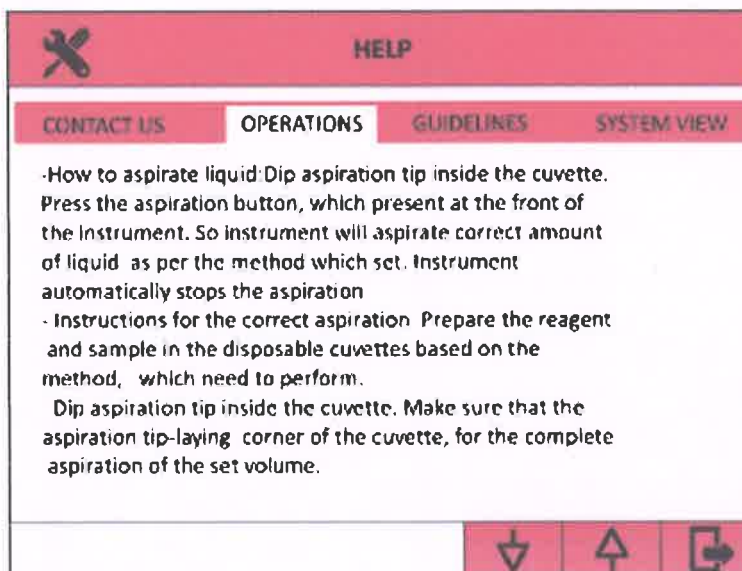 HELP
CONTACT US OPERATIONS GUIDELINES SYSTEM VIEW
-How to aspirate liquid:Dip aspiration tip inside the cuvette.
Press the aspiration button, which present at the front of
the instrument. So instrument will aspirate correct amount
of liquid as per the method which set. Instrument
automatically stops the aspiration
- Instructions for the correct aspiration Prepare the reagent
and sample in the disposable cuvettes based on the
method, which need to perform.
Dip aspiration tip inside the cuvette. Make sure that the
aspiration tip-laying corner of the cuvette, for the complete
aspiration of the set volume.